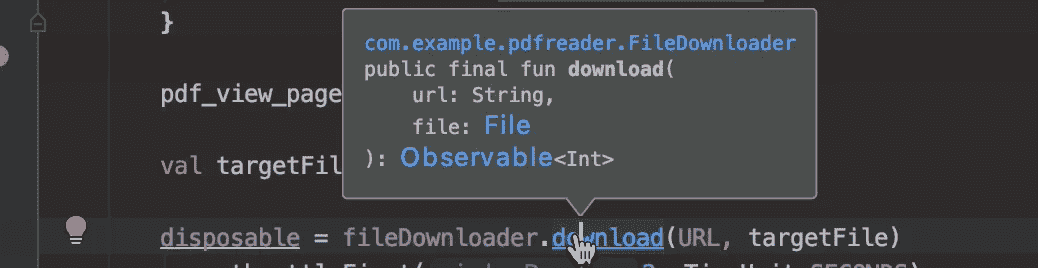 }
com.example.pdfreader.FileDownloader
public final fun download(
url: String,
file: File
): Observable<Int>
pdf_view_page
val targetFil
disposable = fileDownloader.download(URL, targetFile)